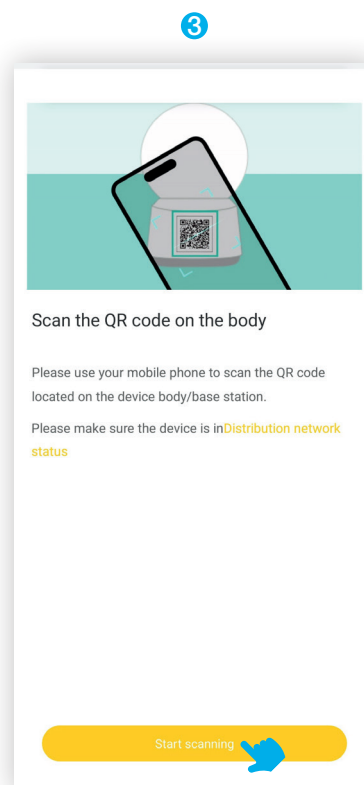 3
Scan the QR code on the body
Please use your mobile phone to scan the QR code
located on the device body/base station.
Please make sure the device is inDistribution network
status
Start scanning